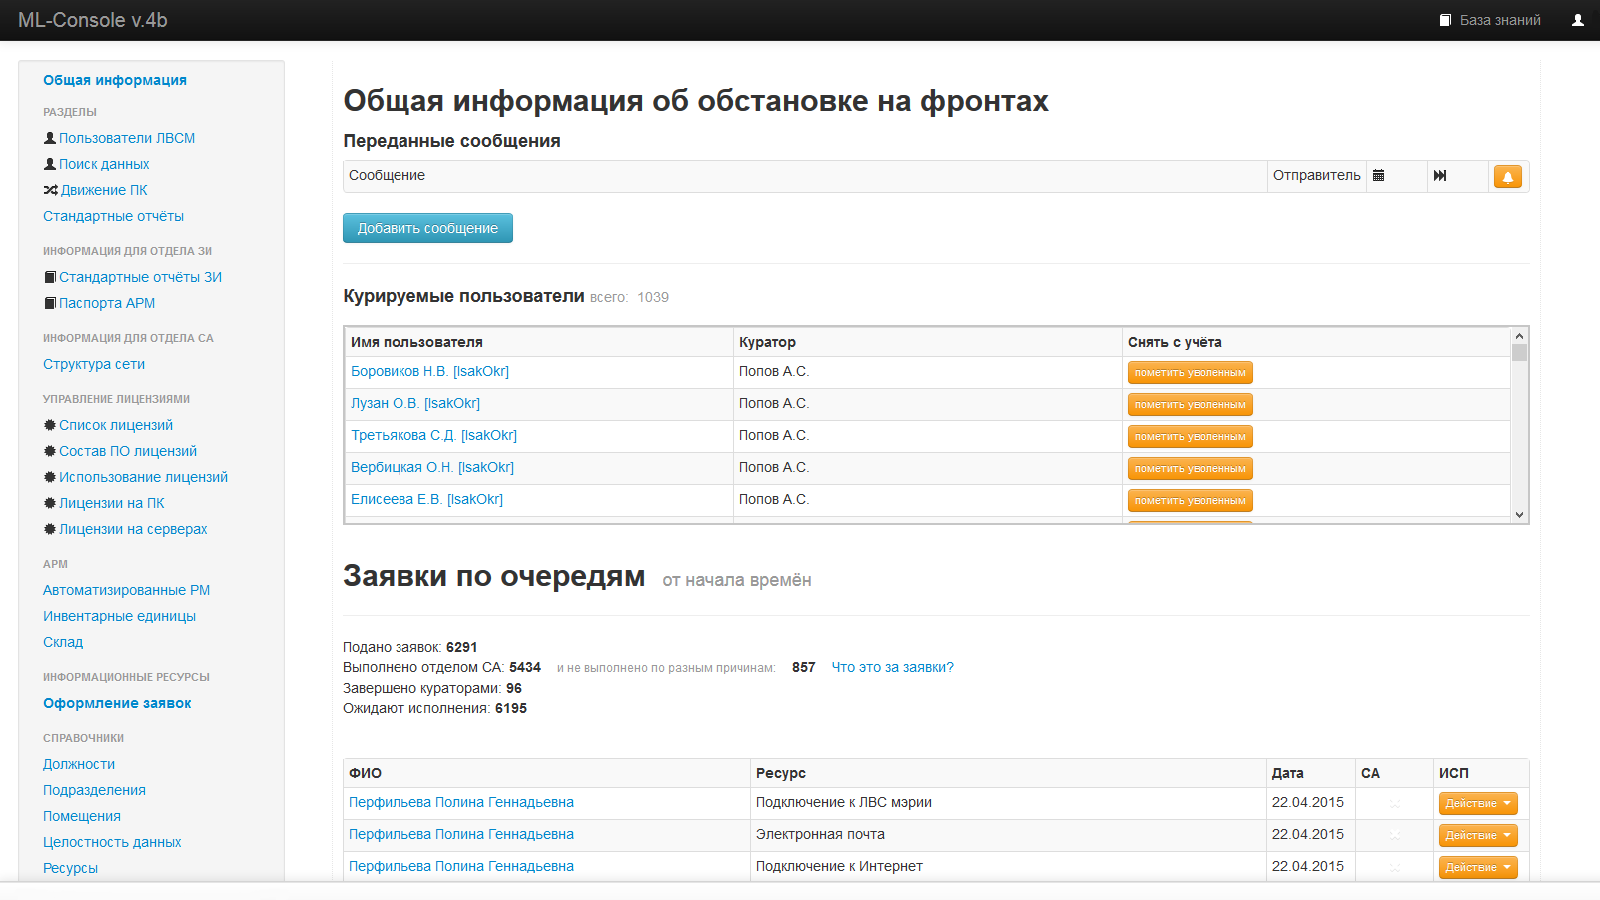 ML-Console v.4b
База знаний
Общая информация
РАЗДЕЛЫ
Пользователи ЛВСМ
Поиск данных
Движение ПК
Стандартные отчёты
ИНФОРМАЦИЯ ДЛЯ ОТДЕЛА ЗИ
Стандартные отчёты ЗИ
Паспорта АРМ
ИНФОРМАЦИЯ ДЛЯ ОТДЕЛА СА
Структура сети
УПРАВЛЕНИЕ ЛИЦЕНЗИЯМИ
Список лицензий
Состав ПО лицензий
Использование лицензий
Лицензии на ПК
Лицензии на серверах
АРМ
Автоматизированные РМ
Инвентарные единицы
Склад
ИНФОРМАЦИОННЫЕ РЕСУРСЫ
Оформление заявок
СПРАВОЧНИКИ
Должности
Подразделения
Помещения
Целостность данных
Ресурсы
Общая информация об обстановке на фронтах
Переданные сообщения
Сообщение Отправитель
Добавить сообщение
Курируемые пользователи всего: 1039
Имя пользователя Куратор Снять с учёта
Боровиков Н.В. [IsakOkr] Попов А.С. пометить уволенным
Лузан О.В. [IsakOkr] Попов А.С. пометить уволенным
Третьякова С.Д. [IsakOkr] Попов А.С. пометить уволенным
Вербицкая О.Н. [IsakOkr] Попов А.С. пометить уволенным
Елисеева Е.В. [IsakOkr] Попов А.С. пометить уволенным
Заявки по очередям от начала времён
Подано заявок: 6291
Выполнено отделом СА: 5434 и не выполнено по разным причинам: 857 Что это за заявки?
Завершено кураторами: 96
Ожидают исполнения: 6195
ФИО Ресурс Дата СА ИСП
Перфильева Полина Геннадьевна Подключение к ЛВС мэрии 22.04.2015 Действие
Перфильева Полина Геннадьевна Электронная почта 22.04.2015 Действие
Перфильева Полина Геннадьевна Подключение к Интернет 22.04.2015 Действие